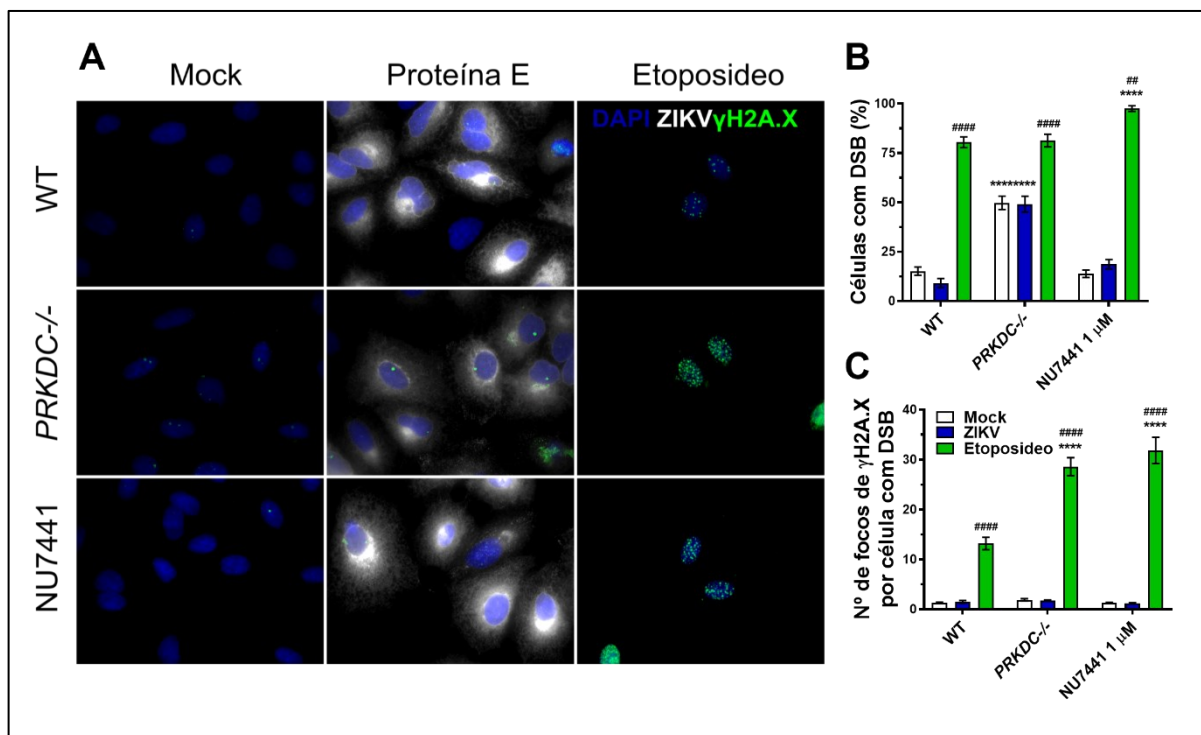 A
Mock
Proteína E
Etoposideo
DAPI ZIKVγH2A.X
WT
PRKDC-/-
NU7441
B
Células com DSB (%)
100
75
50
25
0
####
********
####
##
****
WT
PRKDC-/-
NU7441 1 µM
C
Nº de focos de γH2A.X
por célula com DSB
40
30
20
10
0
Mock
ZIKV
Etoposideo
####
####
****
####
****
WT
PRKDC-/-
NU7441 1 µM